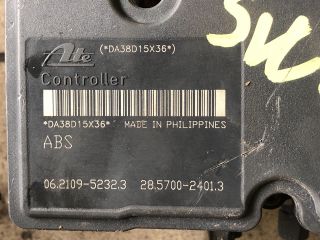 Ate (*DA38D15X36*)
Controller
*DA38D15X36* MADE IN PHILIPPINES
ABS
06.2109-5232.3 28.5700-2401.3